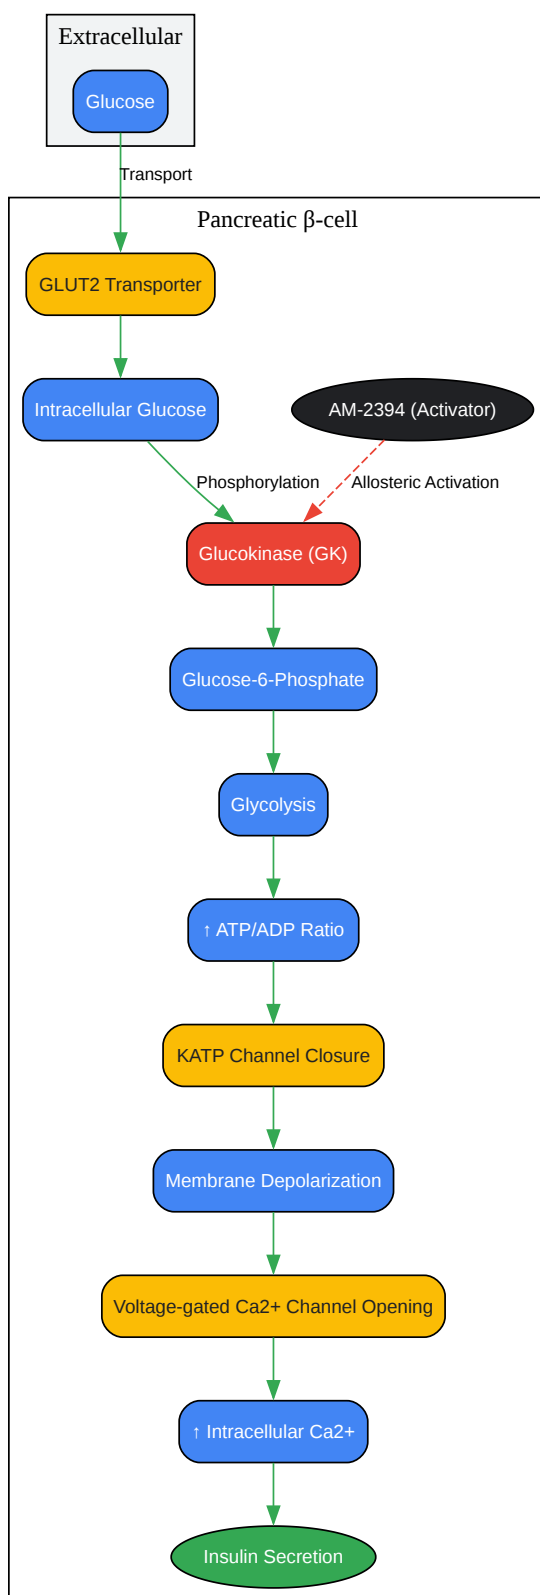 Extracellular
Glucose
Transport
Pancreatic β-cell
GLUT2 Transporter
Intracellular Glucose
AM-2394 (Activator)
Phosphorylation
Allosteric Activation
Glucokinase (GK)
Glucose-6-Phosphate
Glycolysis
↑ ATP/ADP Ratio
KATP Channel Closure
Membrane Depolarization
Voltage-gated Ca2+ Channel Opening
↑ Intracellular Ca2+
Insulin Secretion